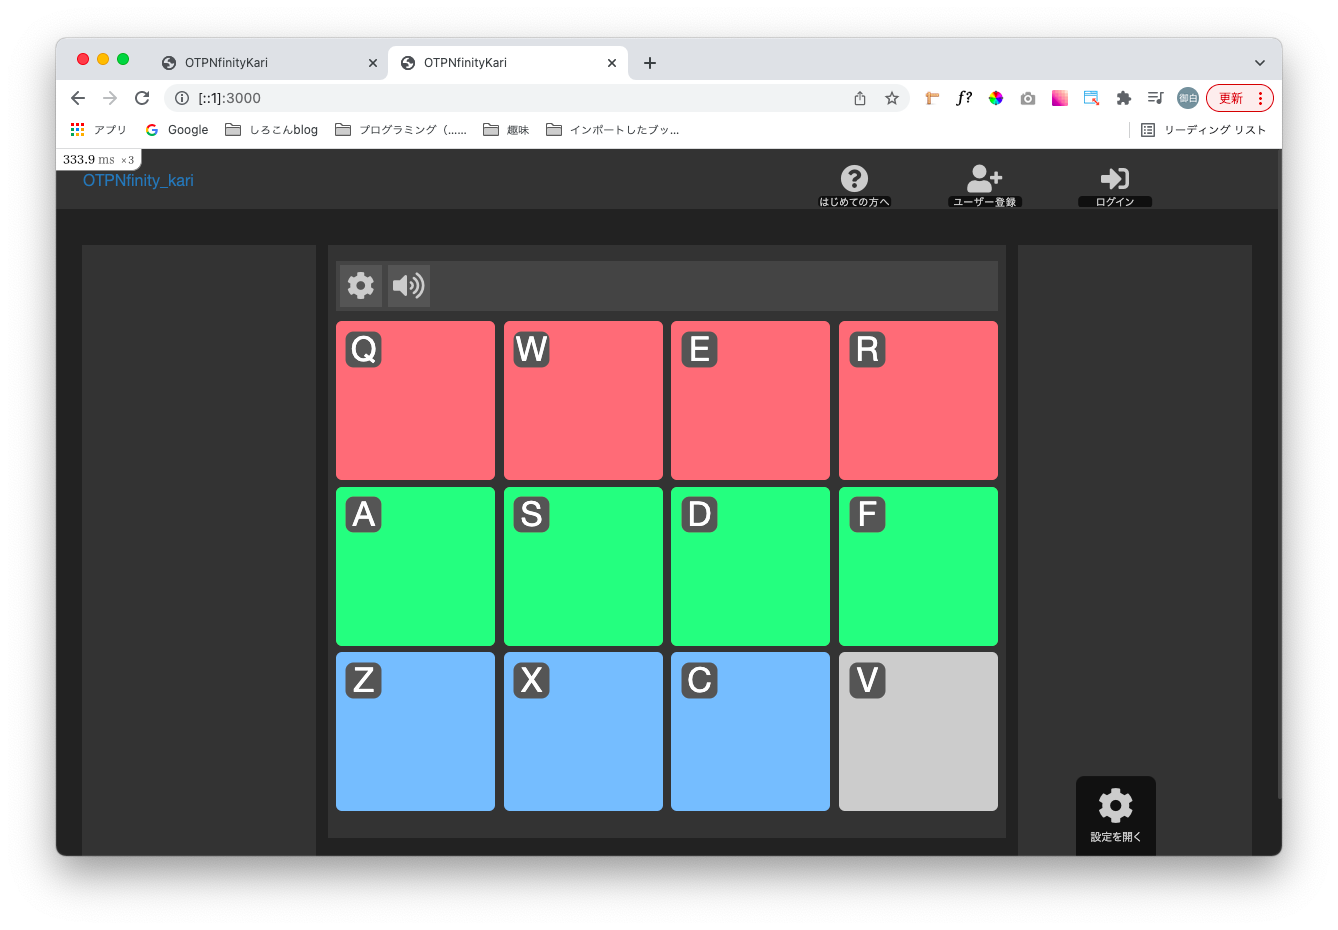 OTPNfinityKari
OTPNfinityKari
[::1]:3000
f?
御白
更新
アプリ
Google
しろこんblog
プログラミング（......
趣味
インポートしたブッ...
リーディング リスト
333.9 ms ×3
OTPNfinity_kari
はじめての方へ
ユーザー登録
ログイン
Q
W
E
R
A
S
D
F
Z
X
C
V
設定を開く